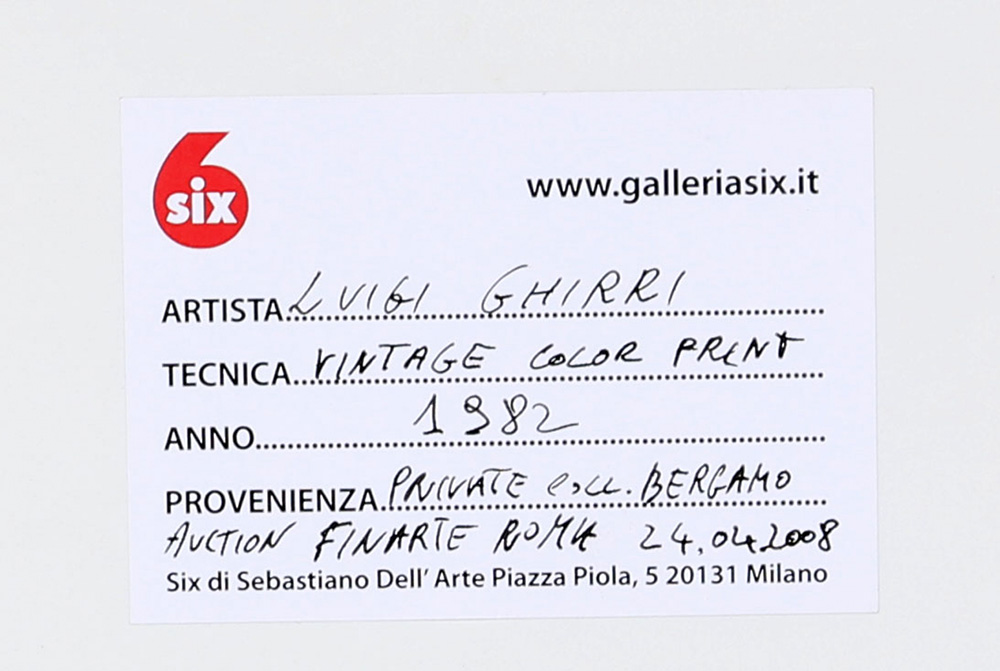 6
six
www.galleriasix.it
ARTISTA LUIGI GHIRRI
TECNICA VINTAGE COLOR PRINT
ANNO 1982
PROVENIENZA PRIVATE COLL. BERGAMO
AUCTION FINARTE ROMA 24.04.2008
Six di Sebastiano Dell' Arte Piazza Piola, 5 20131 Milano